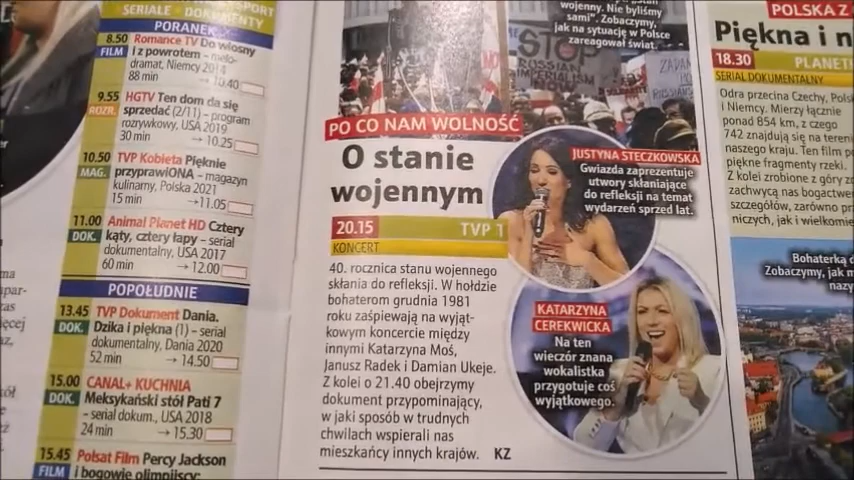 SPORT
SERIALE
DOKUMENTY
PORANEK
8.50 Romance TV Do wiosny
FILM i z powrotem – melo-
dramat, Niemcy 2014
88 min →10.40
9.55 HGTV Ten dom da się
ROZR. sprzedać (2/11) – program
rozrywkowy, USA 2019
30 min →10.25
10.50 TVP Kobieta Pięknie
MAG. przyprawiONA – magazyn
kulinarny, Polska 2021
15 min →11.05
11.00 Animal Planet HD Cztery
DOK. kąty, cztery łapy – serial
dokumentalny, USA 2017
60 min →12.00
POPOŁUDNIE
13.45 TVP Dokument Dania.
DOK. Dzika i piękna (1) – serial
dokumentalny, Dania 2020
52 min →14.50
15.00 CANAL+ KUCHNIA
DOK. Meksykański stół Pati 7
– serial dokum., USA 2018
24 min →15.30
15.45 Polsat Film Percy Jackson
FILM i bogowie olimpijscy:
wojenny. „Nie byliśmy
sami”. Zobaczymy,
jak na sytuację w Polsce
zareagował świat.
STOP
RUSSIAN
IMPERIALISM
PO CO NAM WOLNOŚĆ
O stanie
wojennym
20.15 TVP 1
KONCERT
40. rocznica stanu wojennego
skłania do refleksji. W hołdzie
bohaterom grudnia 1981
roku zaśpiewają na wyjąt-
kowym koncercie między
innymi Katarzyna Moś,
Janusz Radek i Damian Ukeje.
Z kolei o 21.40 obejrzymy
dokument przypominający,
w jaki sposób w trudnych
chwilach wspierali nas
mieszkańcy innych krajów. KZ
JUSTYNA STECZKOWSKA
Gwiazda zaprezentuje
utwory skłaniające
do refleksji na temat
wydarzeń sprzed lat.
KATARZYNA
CEREKWICKA
Na ten
wieczór znana
wokalistka
przygotuje coś
wyjątkowego.
POLSKA Z
Piękna i n
18.30 PLANET
SERIAL DOKUMENTALNY
Odra przecina Czechy, Pols
i Niemcy. Mierzy łącznie
ponad 854 km, z czego
742 znajdują się na terenie
naszego kraju. Ten film po
piękne fragmenty rzeki.
Z kolei zrobione z góry zd
zachwycą nas bogactwem
szczegółów, zarówno pr
niczych, jak i wielkomie
Bohaterką d
Zobaczymy, jak n
nazy